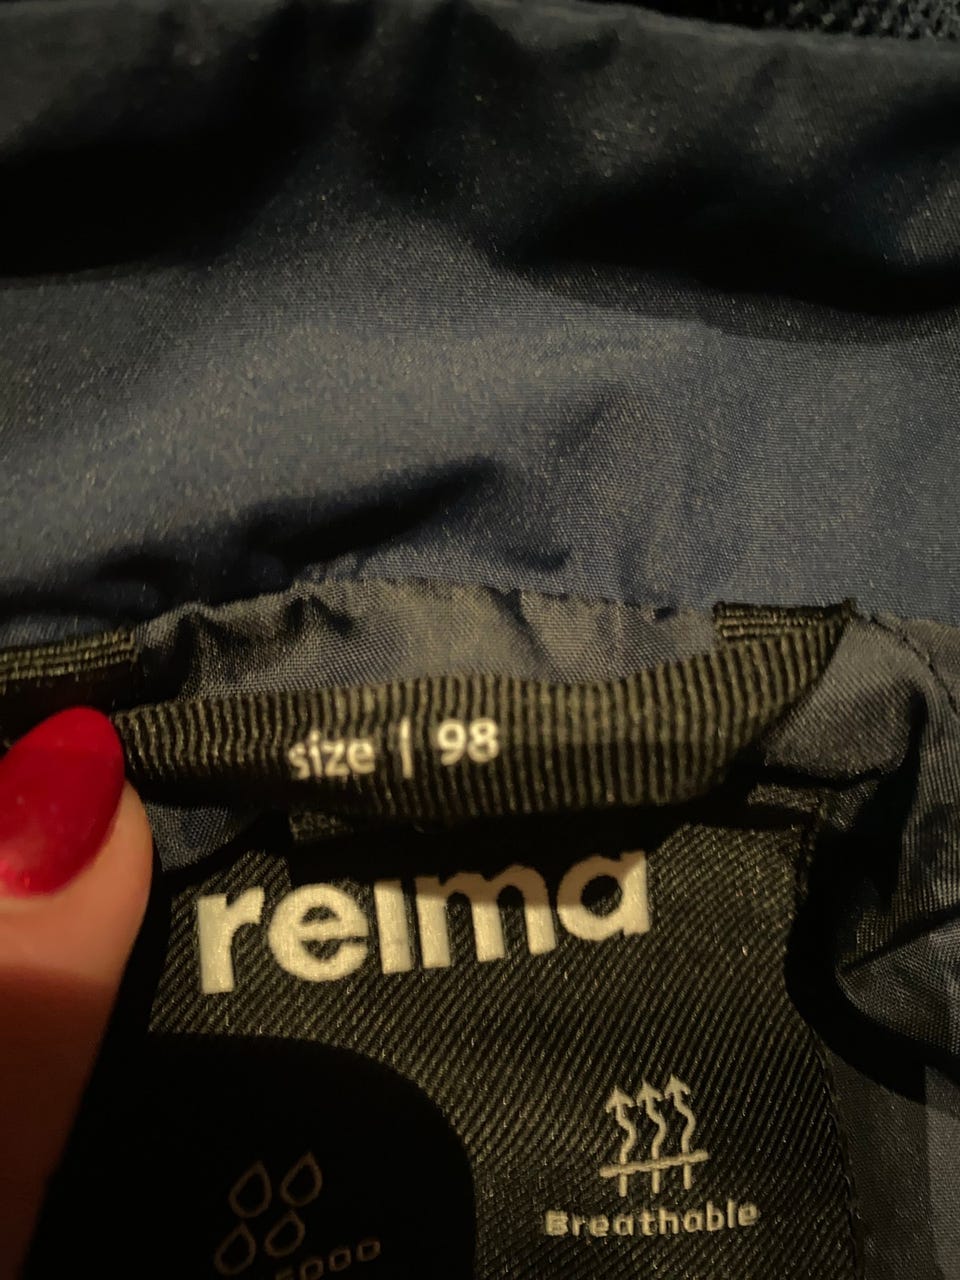 size | 98
reima
Breathable